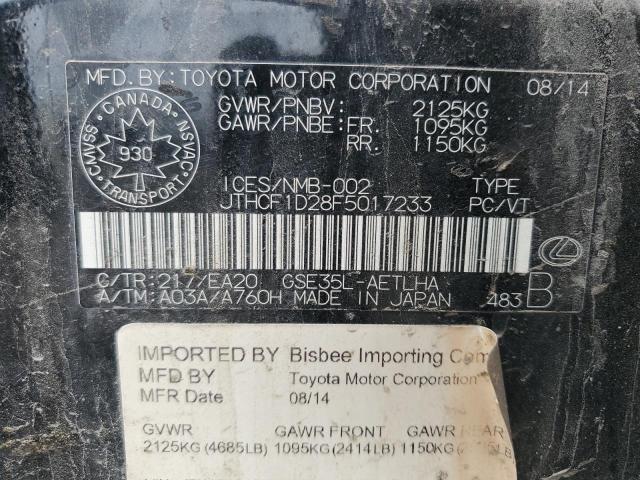 MFD. BY: TOYOTA MOTOR CORPORATION 08/14
GVWR/PNBV: 2125KG
GAWR/PNBE: FR. 1095KG
RR. 1150KG
CANADA
CMVSS NSVAC
930
TRANSPORT
ICES/NMB-002 TYPE
JTHCF1D28F5017233 PC/VT
C/TR: 217/EA20 GSE35L-AETLHA
A/TM: A03A/A760H MADE IN JAPAN 483 B
IMPORTED BY Bisbee Importing Com
MFD BY Toyota Motor Corporation
MFR Date 08/14
GVWR GAWR FRONT GAWR REAR
2125KG (4685LB) 1095KG(2414LB) 1150KG